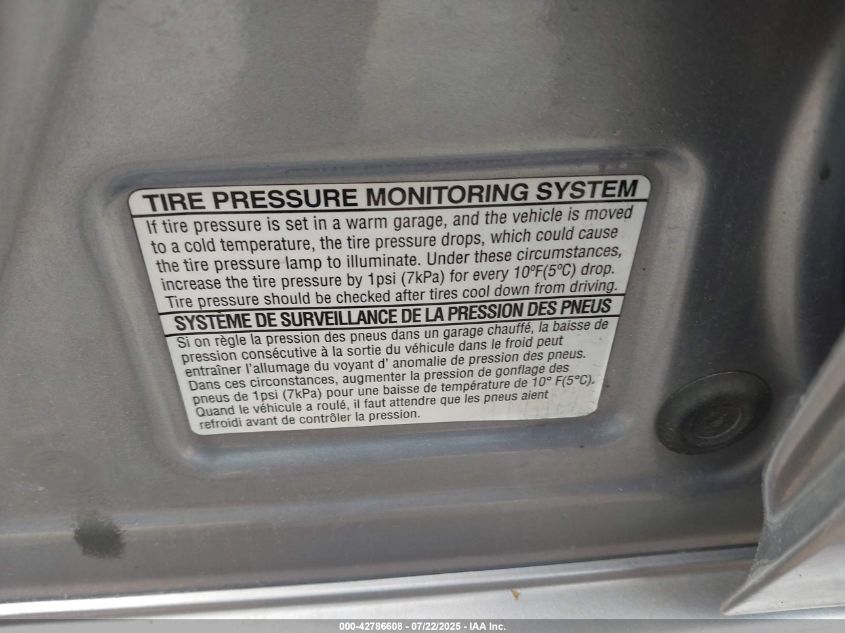 TIRE PRESSURE MONITORING SYSTEM
If tire pressure is set in a warm garage, and the vehicle is moved
to a cold temperature, the tire pressure drops, which could cause
the tire pressure lamp to illuminate. Under these circumstances,
increase the tire pressure by 1psi (7kPa) for every 10ºF(5ºC) drop.
Tire pressure should be checked after tires cool down from driving.
SYSTÈME DE SURVEILLANCE DE LA PRESSION DES PNEUS
Si on règle la pression des pneus dans un garage chauffé, la baisse de
pression consécutive à la sortie du véhicule dans le froid peut
entraîner l'allumage du voyant d' anomalie de pression des pneus.
Dans ces circonstances, augmenter la pression de gonflage des
pneus de 1psi (7kPa) pour une baisse de température de 10° F(5°C).
Quand le véhicule a roulé, il faut attendre que les pneus aient
refroidi avant de contrôler la pression.
000-42786608 - 07/22/2025 - IAA Inc.